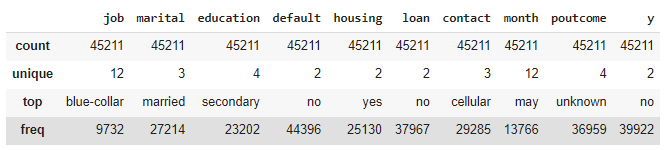 job marital education default housing loan contact month poutcome y
count 45211 45211 45211 45211 45211 45211 45211 45211 45211 45211
unique 12 3 4 2 2 2 3 12 4 2
top blue-collar married secondary no yes no cellular may unknown no
freq 9732 27214 23202 44396 25130 37967 29285 13766 36959 39922